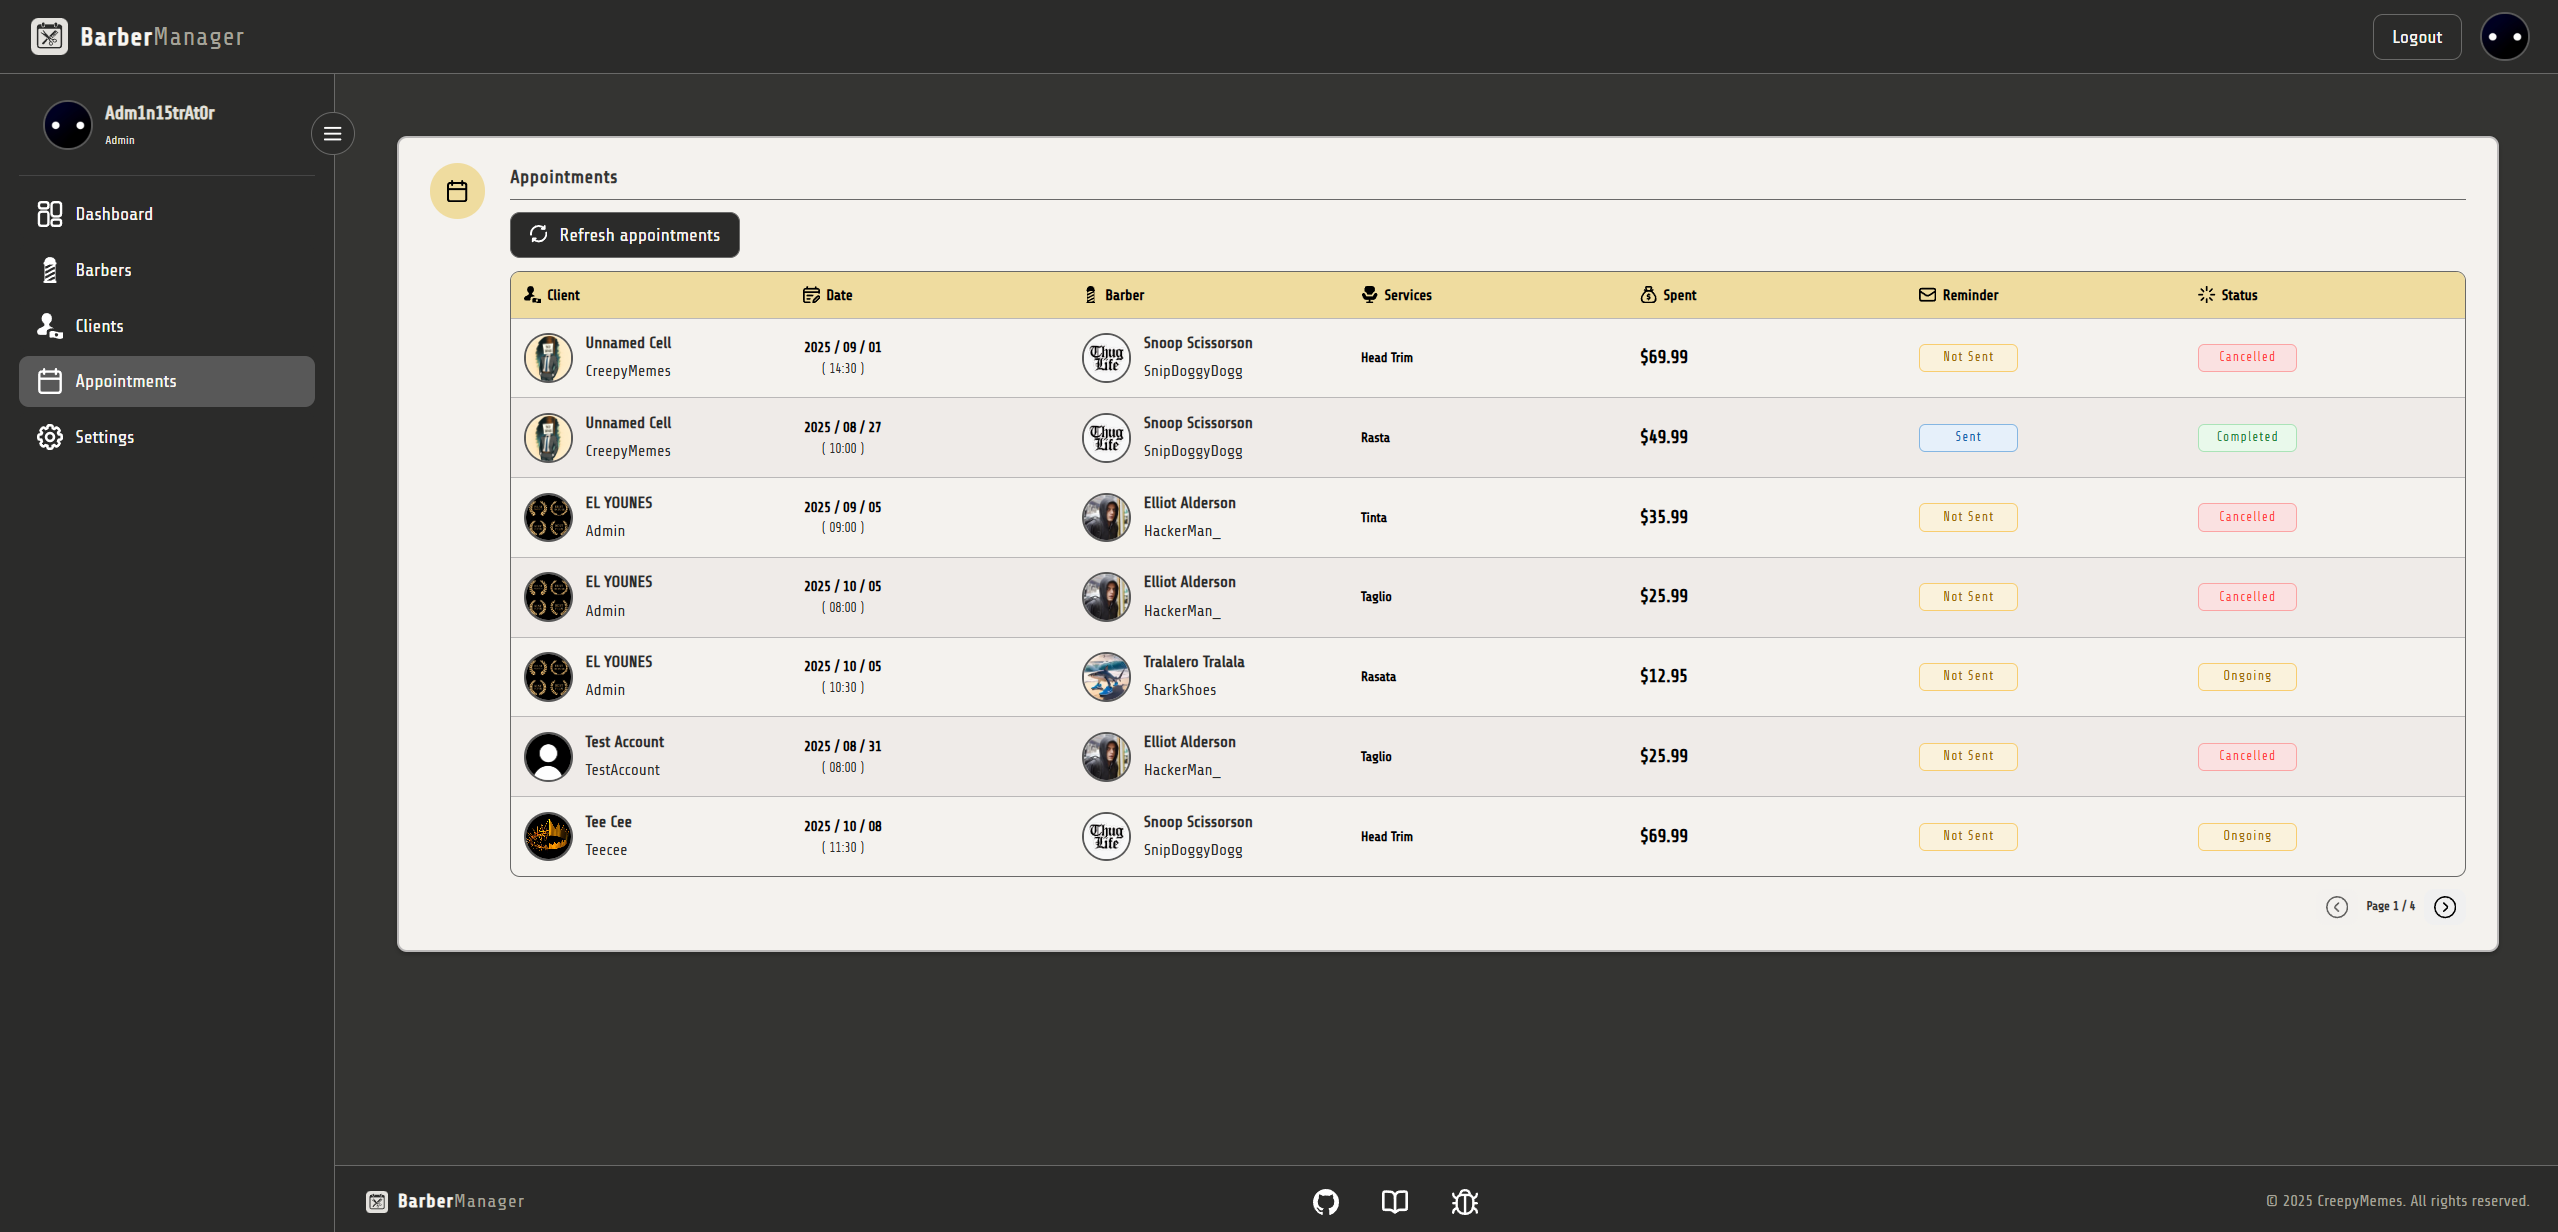 BarberManager
Logout
Adm1n15trAt0r
Admin
Dashboard
Barbers
Clients
Appointments
Settings
Appointments
Refresh appointments
Client Date Barber Services Spent Reminder Status
Unnamed Cell
CreepyMemes
2025 / 09 / 01
( 14:30 )
Thug Life
Snoop Scissorson
SnipDoggyDogg
Head Trim
$69.99
Not Sent
Cancelled
Unnamed Cell
CreepyMemes
2025 / 08 / 27
( 10:00 )
Thug Life
Snoop Scissorson
SnipDoggyDogg
Rasta
$49.99
Sent
Completed
EL YOUNES
Admin
2025 / 09 / 05
( 09:00 )
Elliot Alderson
HackerMan_
Tinta
$35.99
Not Sent
Cancelled
EL YOUNES
Admin
2025 / 10 / 05
( 08:00 )
Elliot Alderson
HackerMan_
Taglio
$25.99
Not Sent
Cancelled
EL YOUNES
Admin
2025 / 10 / 05
( 10:30 )
Tralalero Tralala
SharkShoes
Rasata
$12.95
Not Sent
Ongoing
Test Account
TestAccount
2025 / 08 / 31
( 08:00 )
Elliot Alderson
HackerMan_
Taglio
$25.99
Not Sent
Cancelled
Tee Cee
Teecee
2025 / 10 / 08
( 11:30 )
Thug Life
Snoop Scissorson
SnipDoggyDogg
Head Trim
$69.99
Not Sent
Ongoing
Page 1 / 4
BarberManager
© 2025 CreepyMemes. All rights reserved.